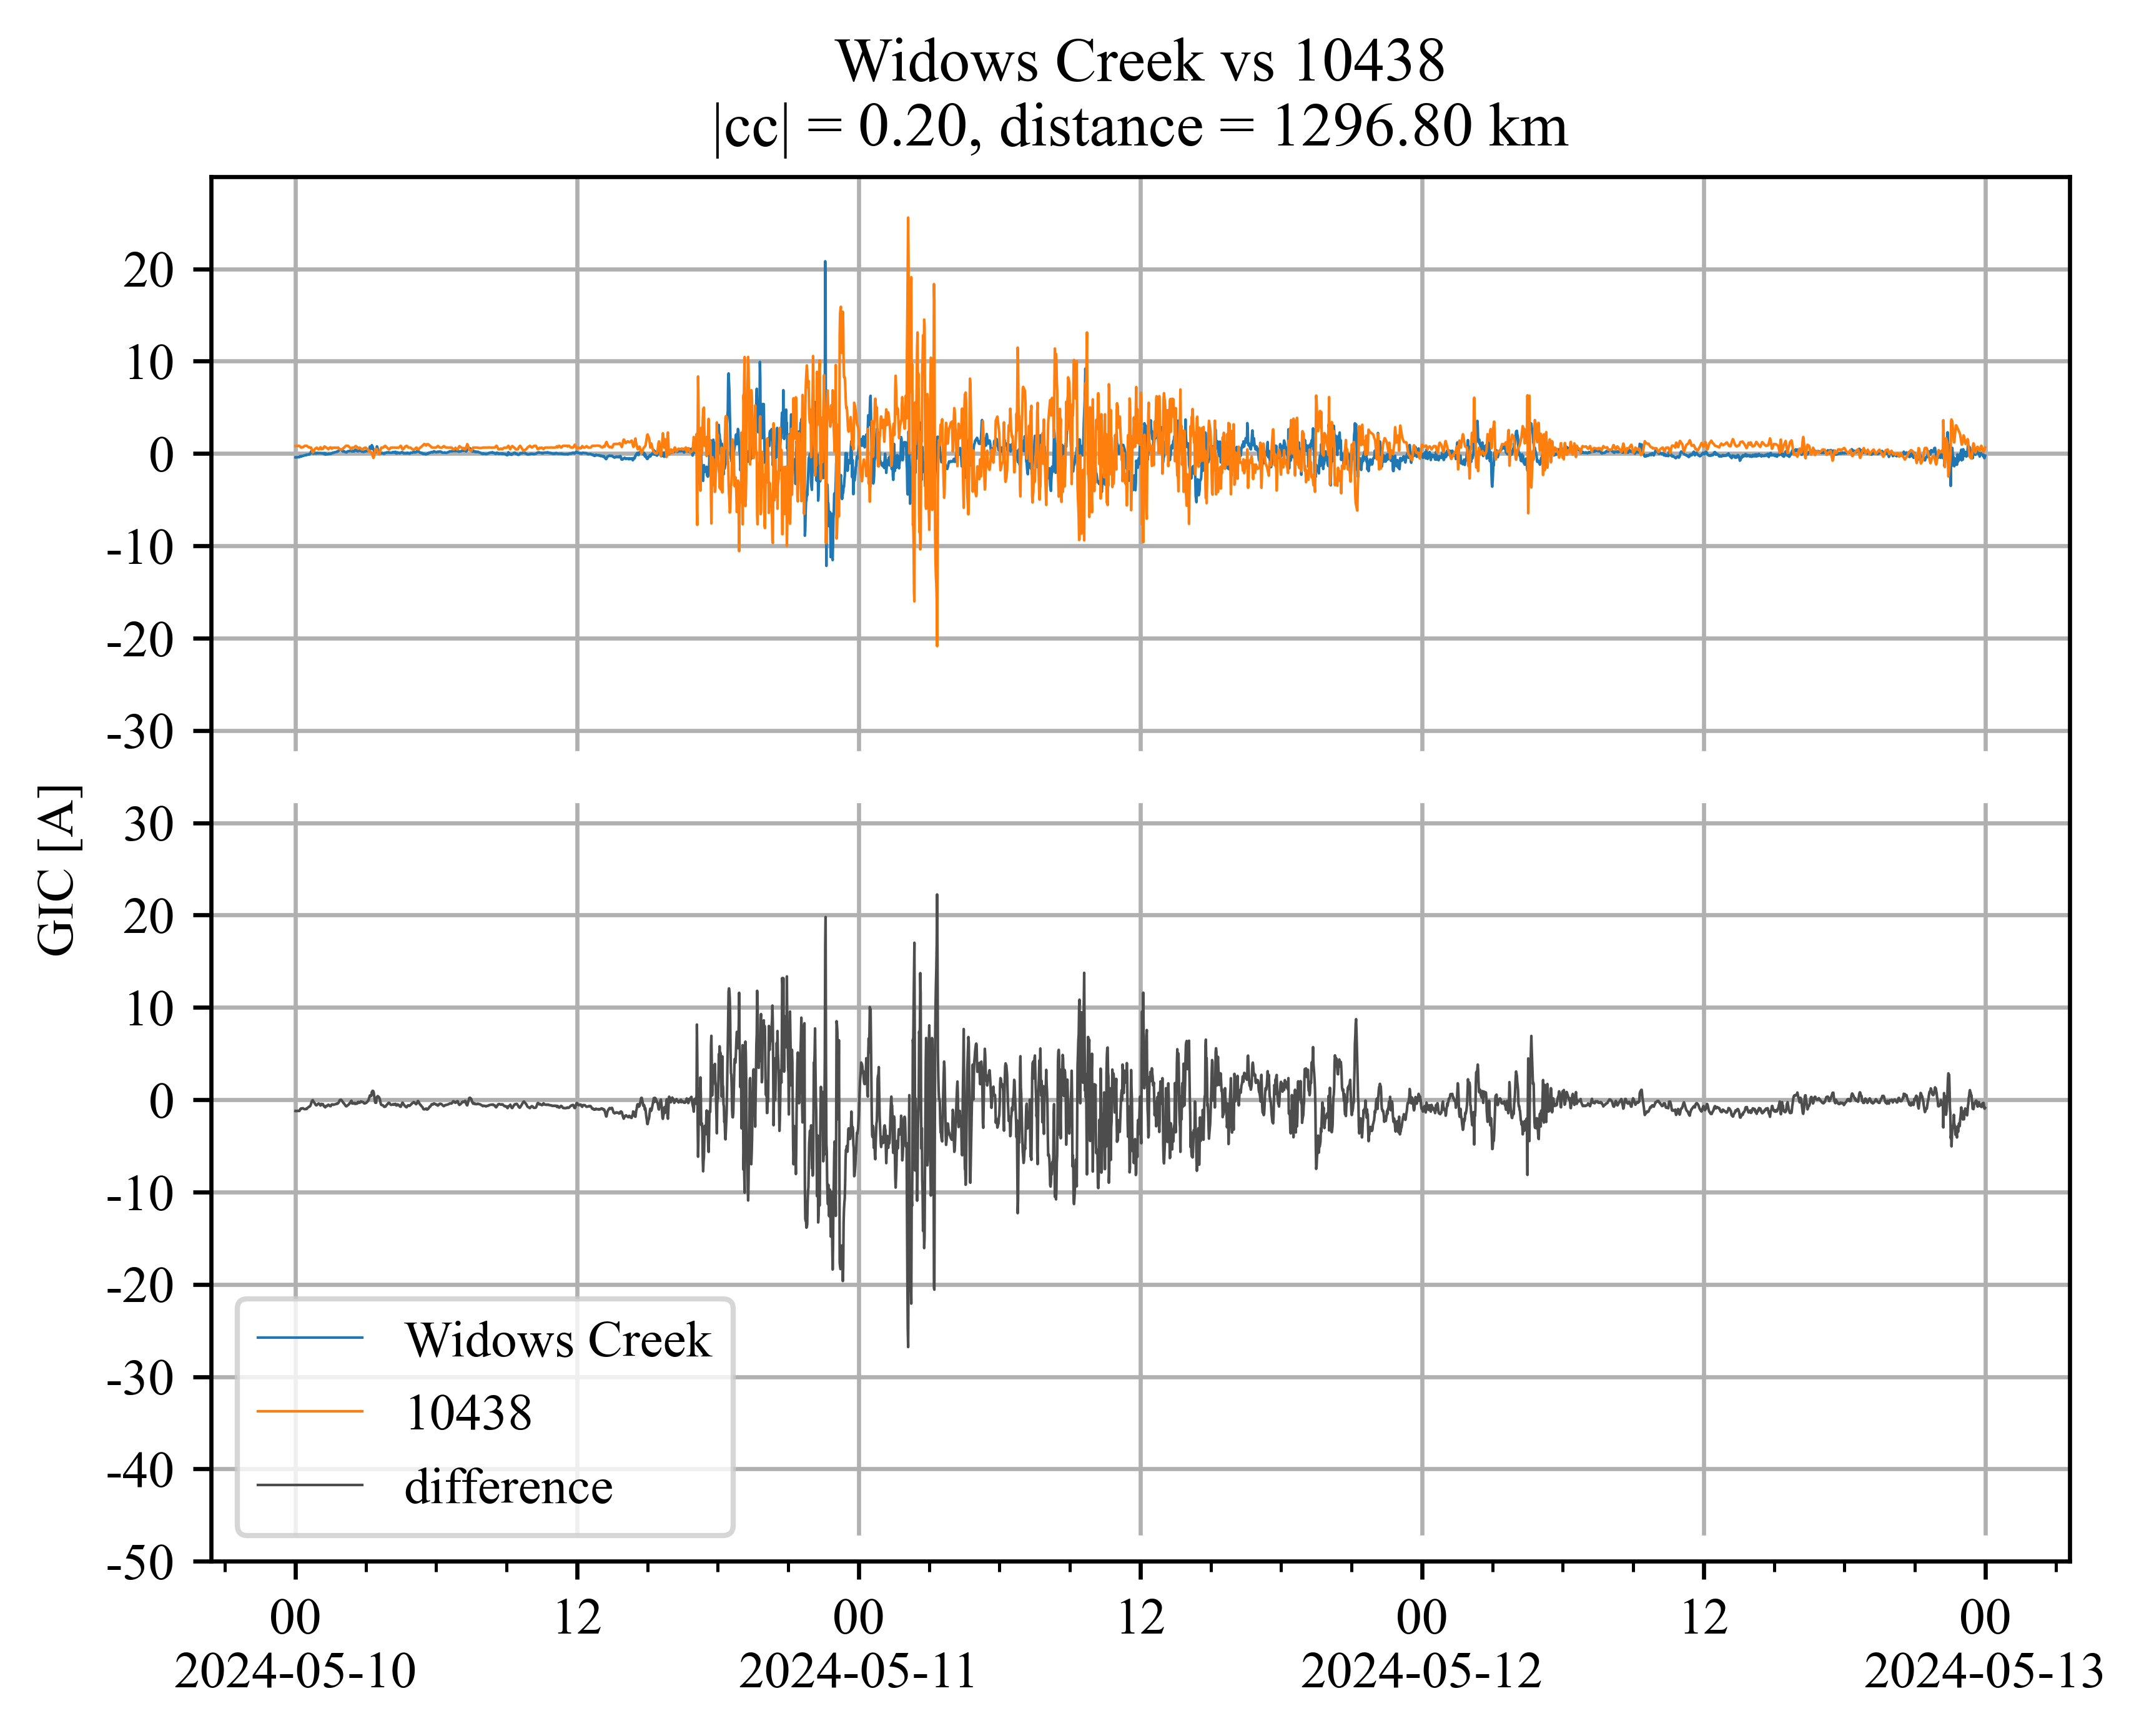 Widows Creek vs 10438
|cc| = 0.20, distance = 1296.80 km
GIC [A]
20
10
0
-10
-20
-30
30
20
10
0
-10
-20
-30
-40
-50
Widows Creek
10438
difference
00 12 00 12 00 12 00
2024-05-10 2024-05-11 2024-05-12 2024-05-13